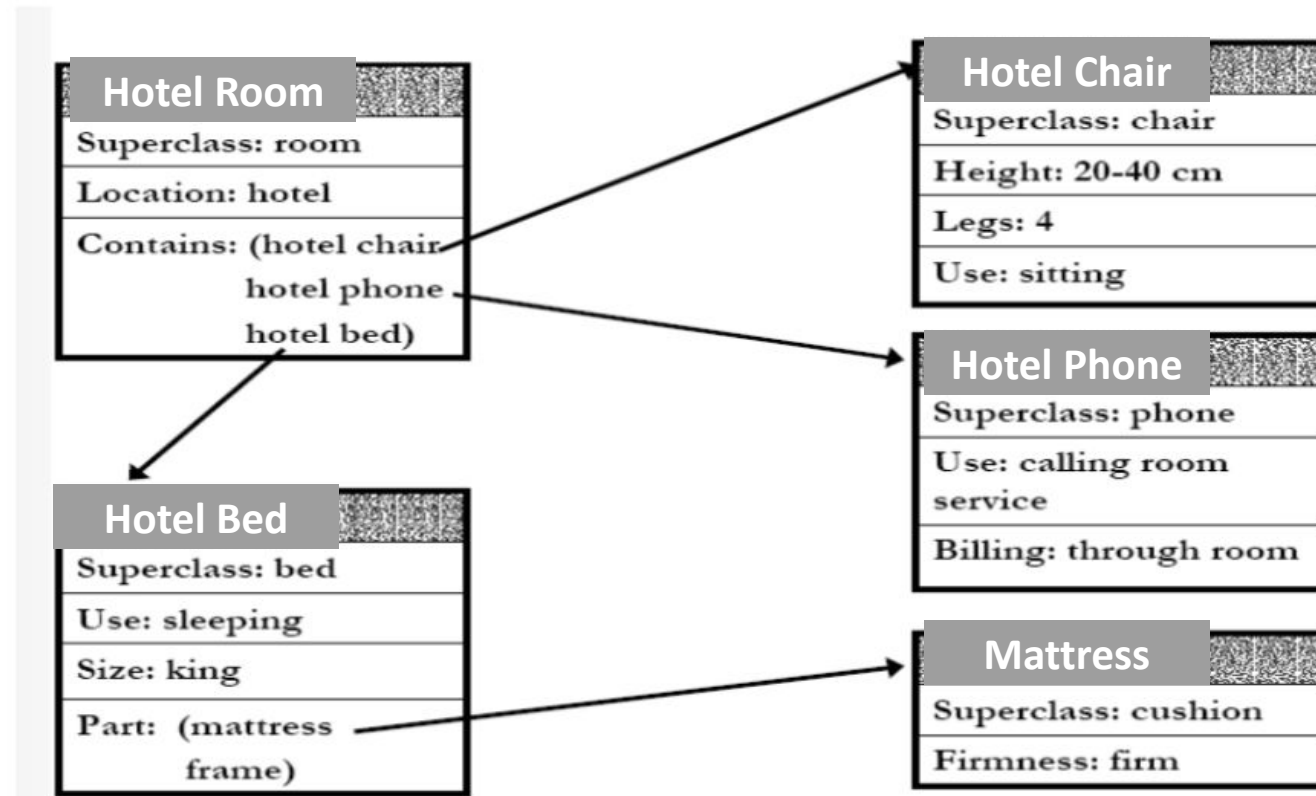 Hotel Room
Superclass: room
Location: hotel
Contains: (hotel chair
hotel phone
hotel bed)
Hotel Bed
Superclass: bed
Use: sleeping
Size: king
Part: (mattress
frame)
Hotel Chair
Superclass: chair
Height: 20-40 cm
Legs: 4
Use: sitting
Hotel Phone
Superclass: phone
Use: calling room
service
Billing: through room
Mattress
Superclass: cushion
Firmness: firm